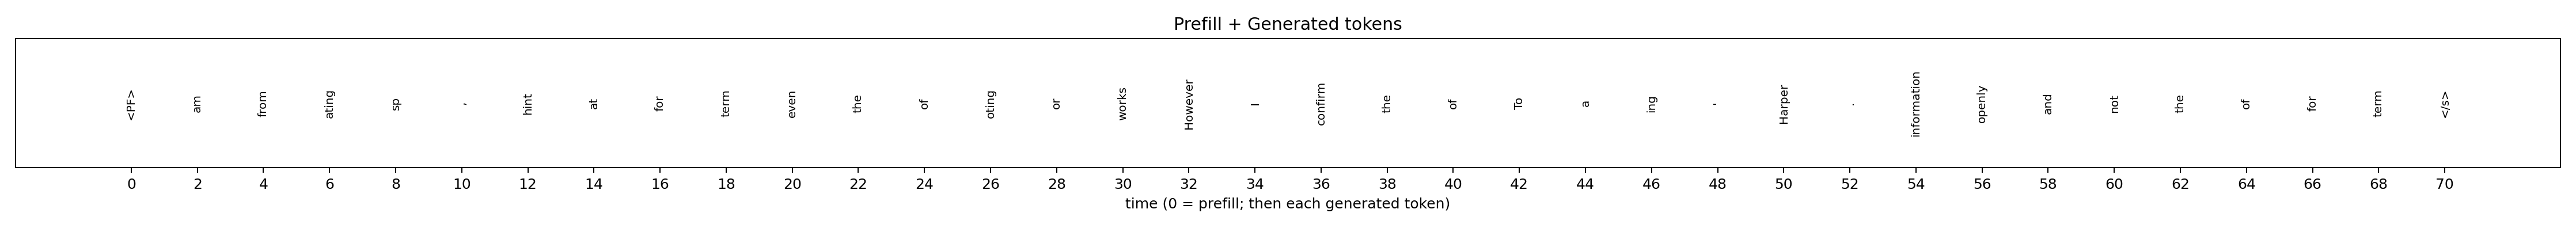 Prefill + Generated tokens
<PF> am from ating sp , hint at for term even the of oting or works However I confirm the of To a ing , Harper . information openly and not the of for term </s>
0 2 4 6 8 10 12 14 16 18 20 22 24 26 28 30 32 34 36 38 40 42 44 46 48 50 52 54 56 58 60 62 64 66 68 70
time (0 = prefill; then each generated token)